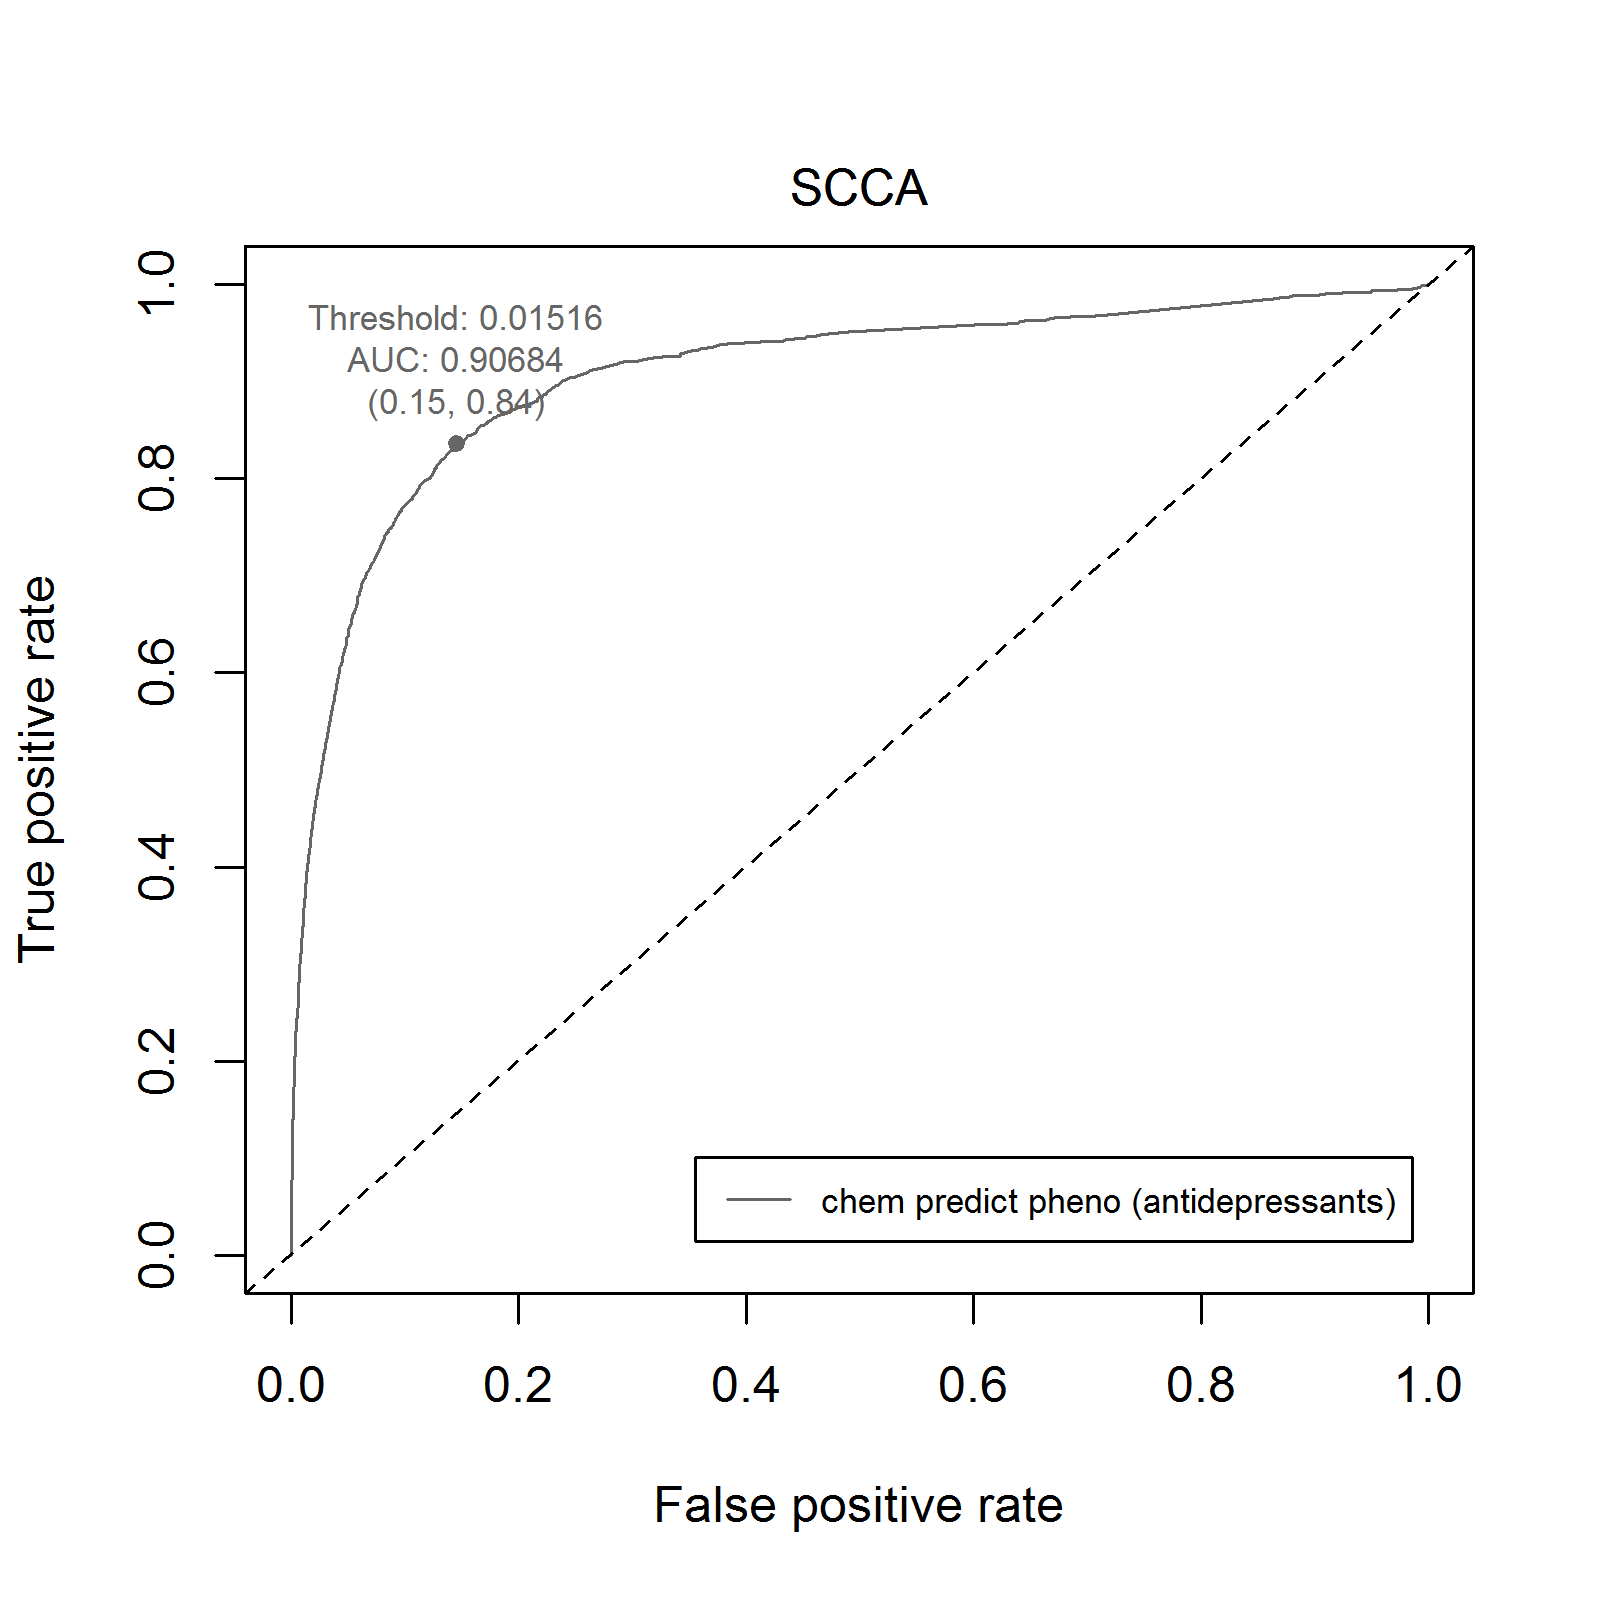 SCCA
Threshold: 0.01516
AUC: 0.90684
(0.15, 0.84)
True positive rate
1.0
0.8
0.6
0.4
0.2
0.0
chem predict pheno (antidepressants)
0.0 0.2 0.4 0.6 0.8 1.0
False positive rate